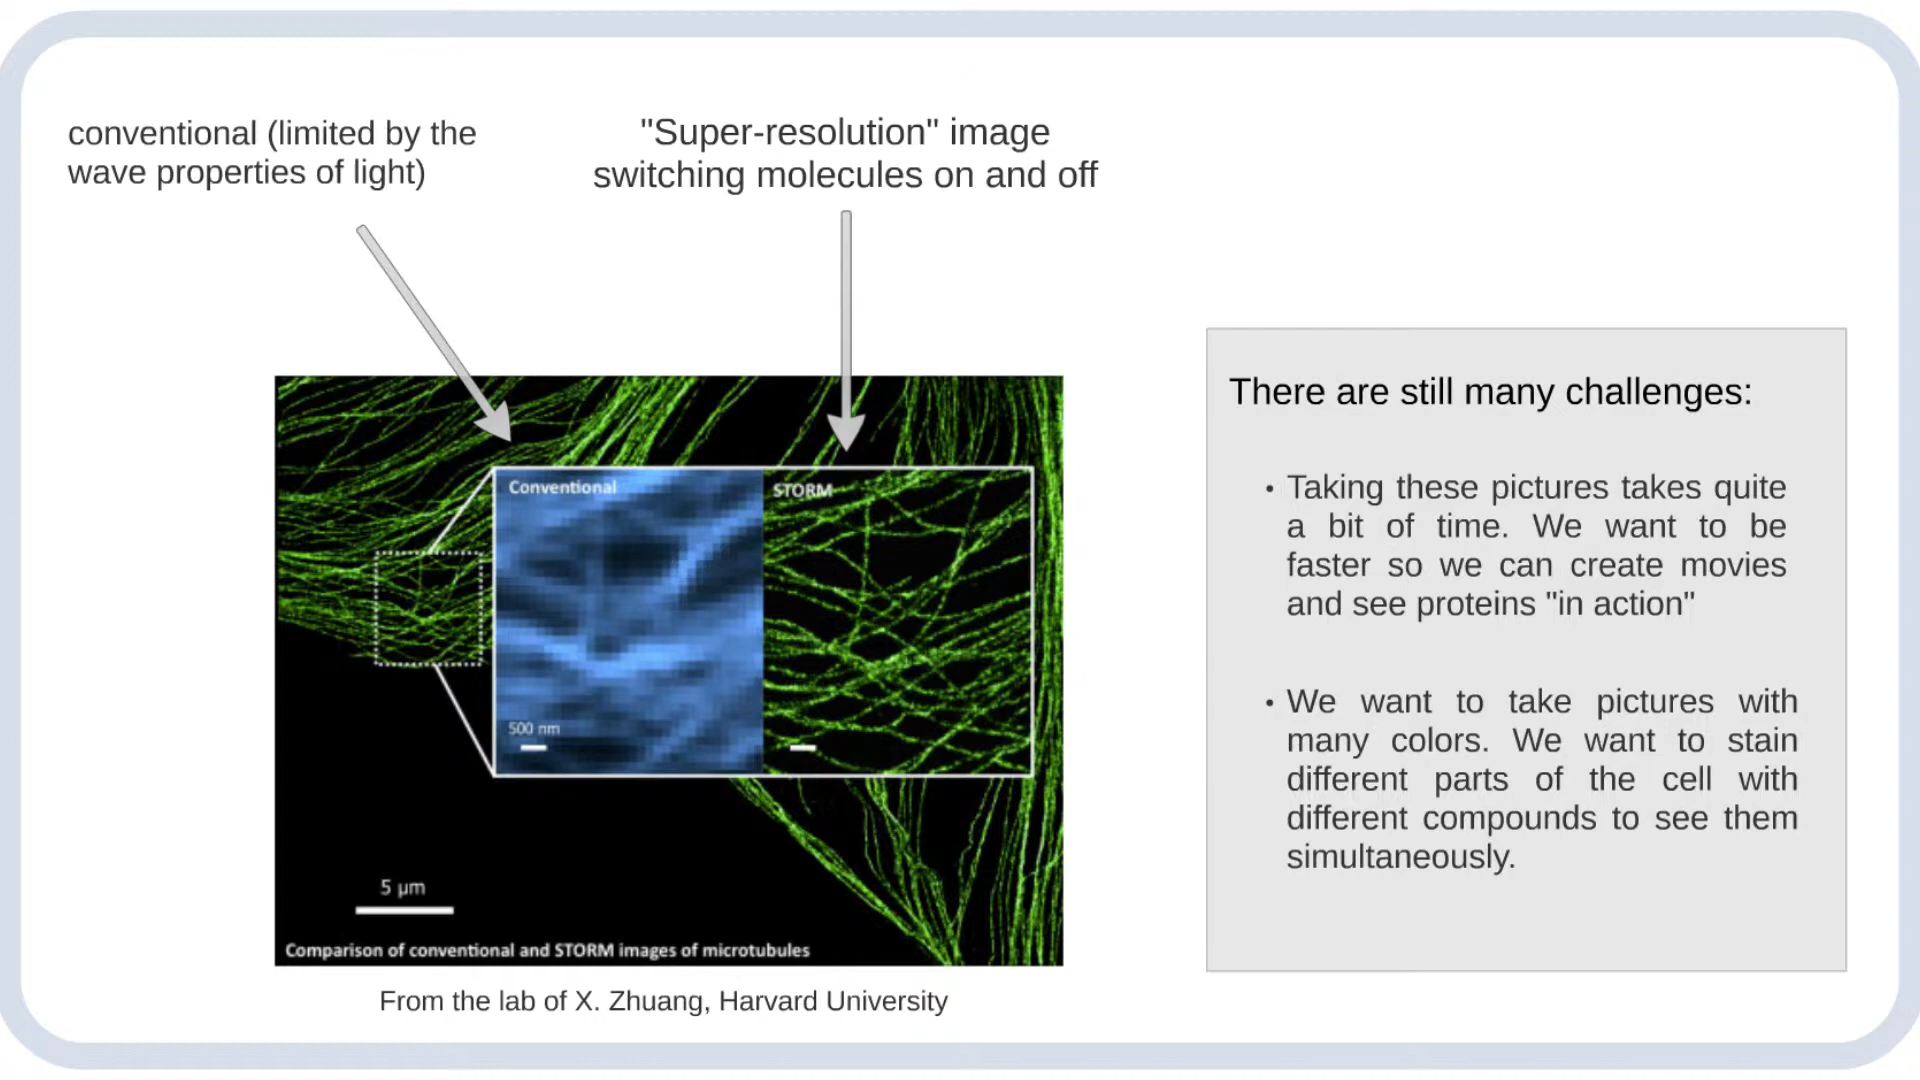 conventional (limited by the
wave properties of light)
"Super-resolution" image
switching molecules on and off
Conventional
STORM
500 nm
5 µm
Comparison of conventional and STORM images of microtubules
From the lab of X. Zhuang, Harvard University
There are still many challenges:
• Taking these pictures takes quite
a bit of time. We want to be
faster so we can create movies
and see proteins "in action"
• We want to take pictures with
many colors. We want to stain
different parts of the cell with
different compounds to see them
simultaneously.